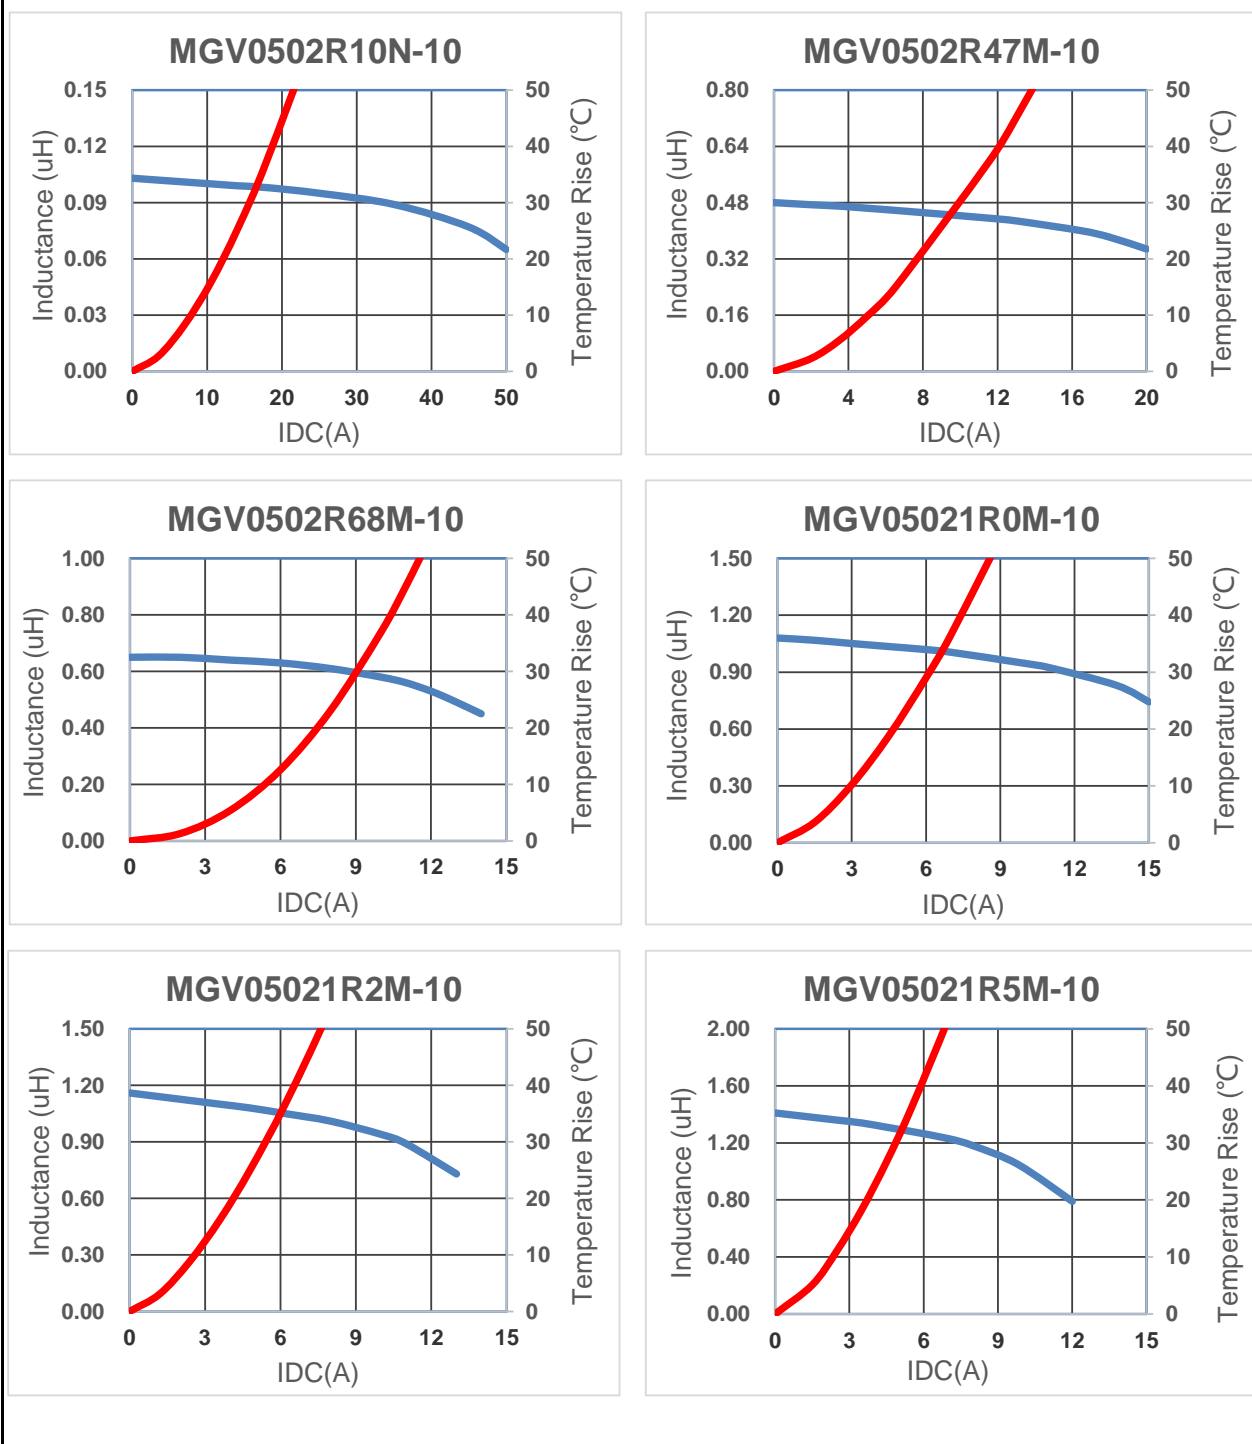 MGV0502R10N-10
0.15
0.12
0.09
0.06
0.03
0.00
Inductance (uH)
50
40
30
20
10
0
Temperature Rise (℃)
0 10 20 30 40 50
IDC(A)
MGV0502R47M-10
0.80
0.64
0.48
0.32
0.16
0.00
Inductance (uH)
50
40
30
20
10
0
Temperature Rise (℃)
0 4 8 12 16 20
IDC(A)
MGV0502R68M-10
1.00
0.80
0.60
0.40
0.20
0.00
Inductance (uH)
50
40
30
20
10
0
Temperature Rise (℃)
0 3 6 9 12 15
IDC(A)
MGV05021R0M-10
1.50
1.20
0.90
0.60
0.30
0.00
Inductance (uH)
50
40
30
20
10
0
Temperature Rise (℃)
0 3 6 9 12 15
IDC(A)
MGV05021R2M-10
1.50
1.20
0.90
0.60
0.30
0.00
Inductance (uH)
50
40
30
20
10
0
Temperature Rise (℃)
0 3 6 9 12 15
IDC(A)
MGV05021R5M-10
2.00
1.60
1.20
0.80
0.40
0.00
Inductance (uH)
50
40
30
20
10
0
Temperature Rise (℃)
0 3 6 9 12 15
IDC(A)